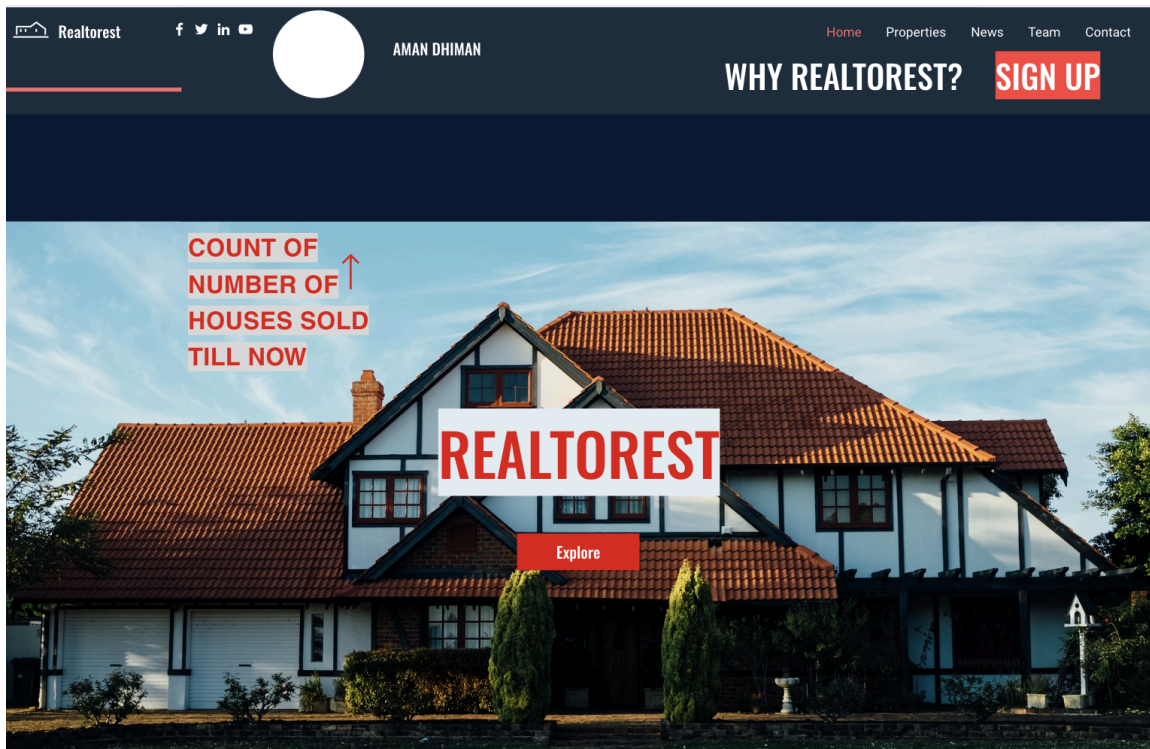 Realtorest
AMAN DHIMAN
Home Properties News Team Contact
WHY REALTOREST? SIGN UP
COUNT OF
NUMBER OF
HOUSES SOLD
TILL NOW
REALTOREST
Explore